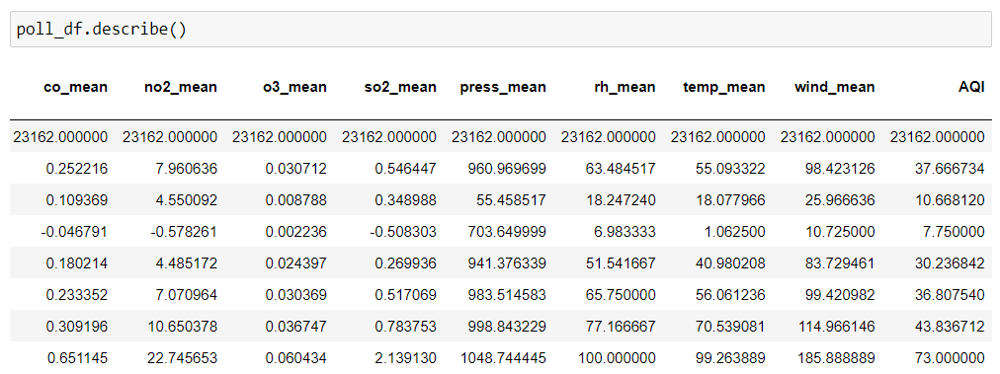 poll_df.describe()
co_mean no2_mean o3_mean so2_mean press_mean rh_mean temp_mean wind_mean AQI
23162.000000 23162.000000 23162.000000 23162.000000 23162.000000 23162.000000 23162.000000 23162.000000 23162.000000
0.252216 7.960636 0.030712 0.546447 960.969699 63.484517 55.093322 98.423126 37.666734
0.109369 4.550092 0.008788 0.348988 55.458517 18.247240 18.077966 25.966636 10.668120
-0.046791 -0.578261 0.002236 -0.508303 703.649999 6.983333 1.062500 10.725000 7.750000
0.180214 4.485172 0.024397 0.269936 941.376339 51.541667 40.980208 83.729461 30.236842
0.233352 7.070964 0.030369 0.517069 983.514583 65.750000 56.061236 99.420982 36.807540
0.309196 10.650378 0.036747 0.783753 998.843229 77.166667 70.539081 114.966146 43.836712
0.651145 22.745653 0.060434 2.139130 1048.744445 100.000000 99.263889 185.888889 73.000000